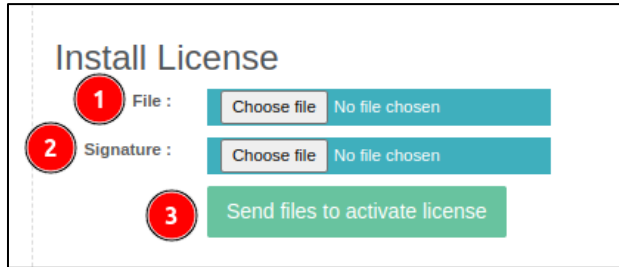 Install License
1 File : Choose file No file chosen
2 Signature : Choose file No file chosen
3 Send files to activate license